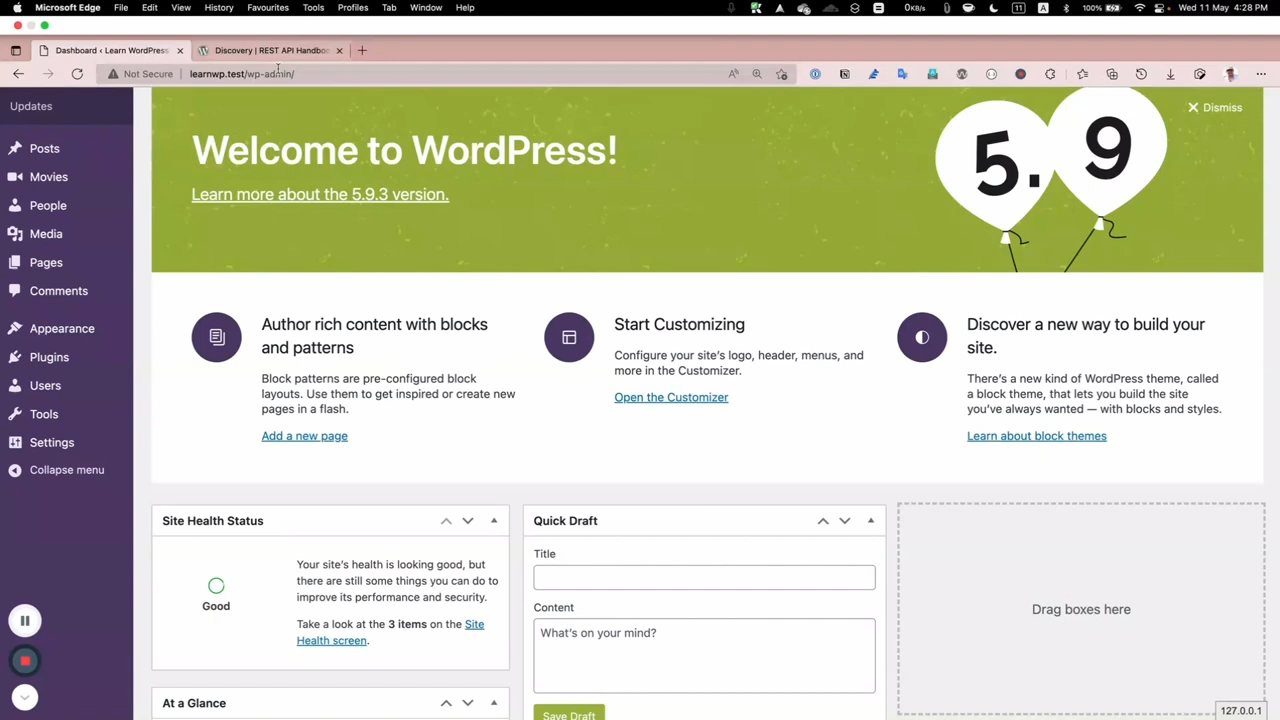 Microsoft Edge File Edit View History Favourites Tools Profiles Tab Window Help
0KB/s 11 A 100% Wed 11 May 4:28 PM
Dashboard ‹ Learn WordPress
Discovery | REST API Handbo
Not Secure learnwp.test/wp-admin/
Updates
Posts
Movies
People
Media
Pages
Comments
Appearance
Plugins
Users
Tools
Settings
Collapse menu
Welcome to WordPress!
Learn more about the 5.9.3 version.
5.9
Dismiss
Author rich content with blocks
and patterns
Block patterns are pre-configured block
layouts. Use them to get inspired or create new
pages in a flash.
Add a new page
Start Customizing
Configure your site's logo, header, menus, and
more in the Customizer.
Open the Customizer
Discover a new way to build your
site.
There's a new kind of WordPress theme, called
a block theme, that lets you build the site
you've always wanted — with blocks and styles.
Learn about block themes
Site Health Status
Good
Your site's health is looking good, but
there are still some things you can do to
improve its performance and security.
Take a look at the 3 items on the Site
Health screen.
At a Glance
Quick Draft
Title
Content
What's on your mind?
Save Draft
Drag boxes here
127.0.0.1